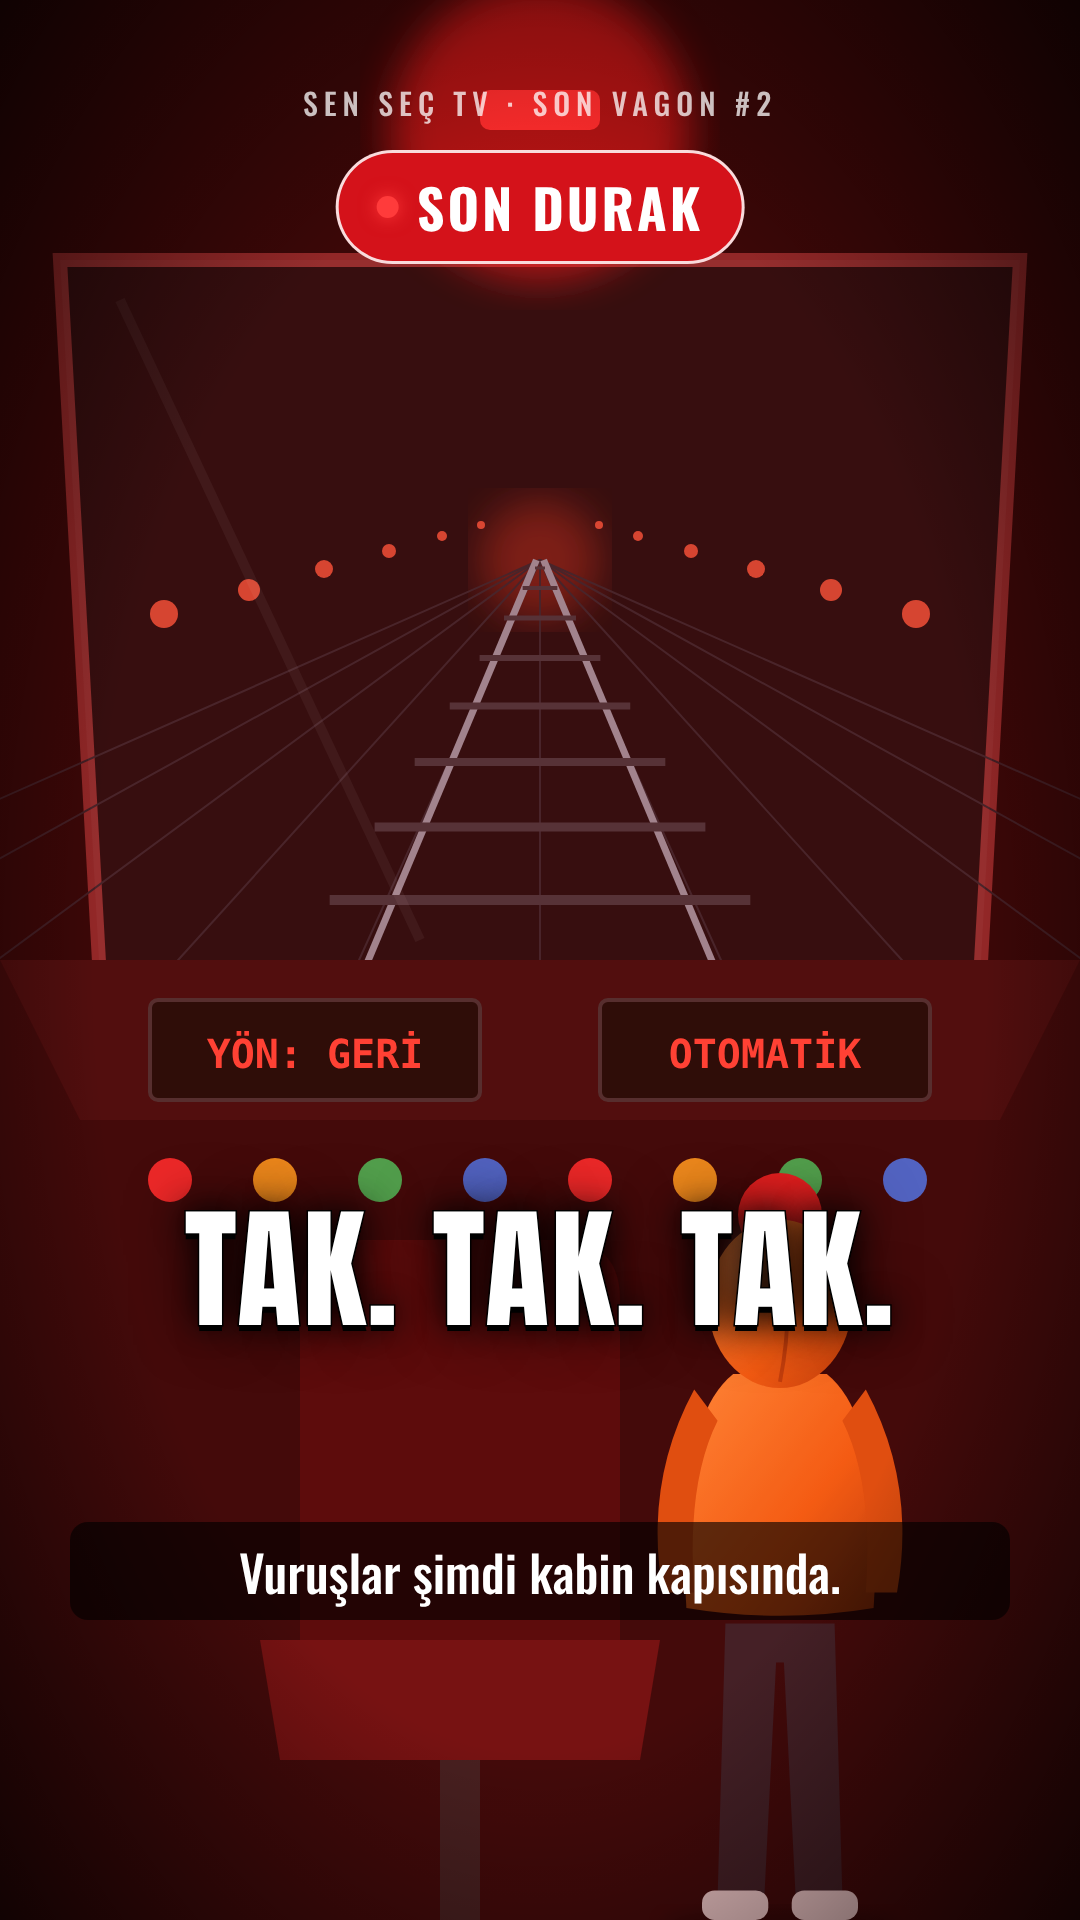 SEN SEÇ TV · SON VAGON #2
SON DURAK
YÖN: GERİ
OTOMATİK
TAK. TAK. TAK.
Vuruşlar şimdi kabin kapısında.